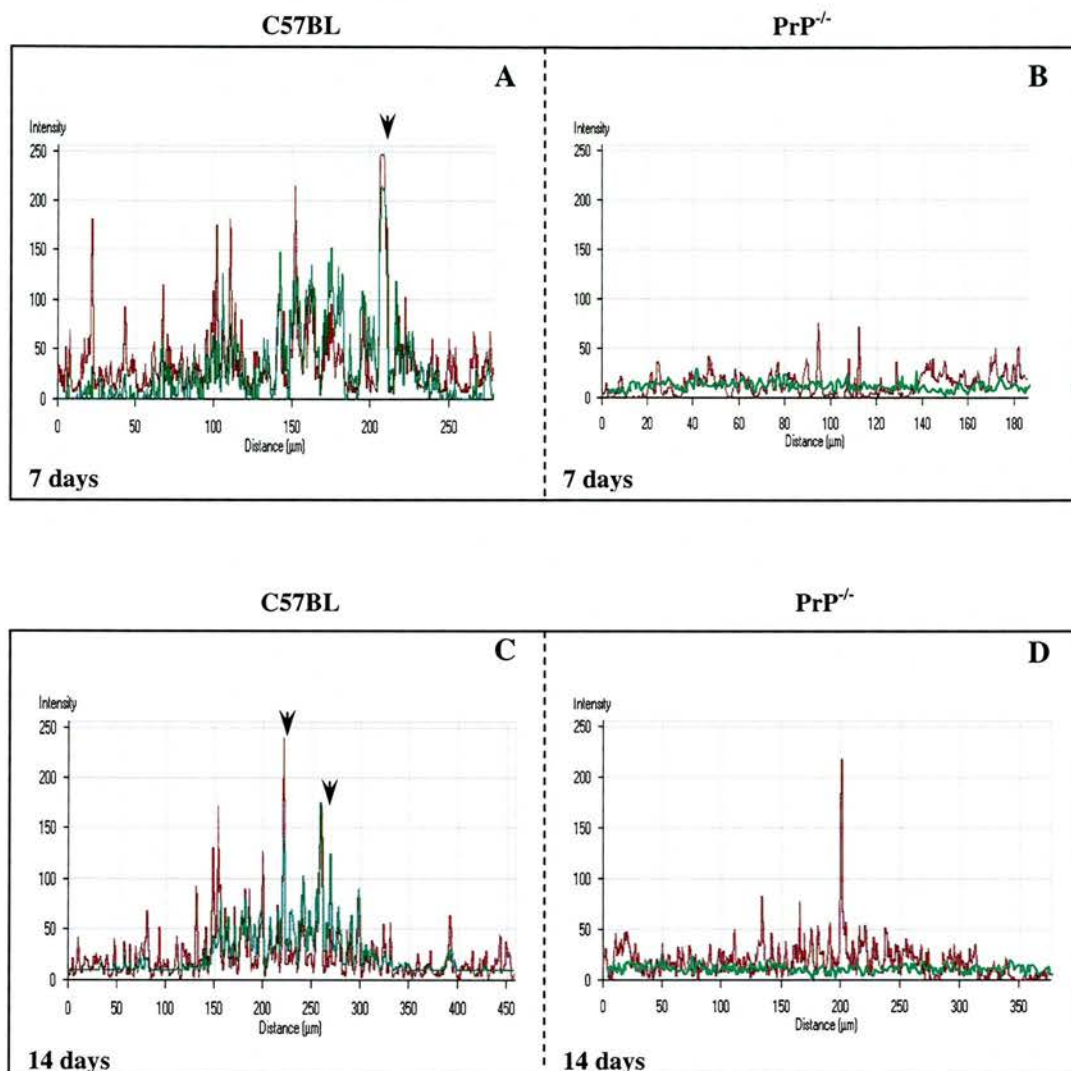 C57BL PrP-/-
A B
Intensity Intensity
250 250
200 200
150 150
100 100
50 50
0 0
0 50 100 150 200 250 0 20 40 60 80 100 120 140 160 180
Distance (µm) Distance (µm)
7 days 7 days
C57BL PrP-/-
C D
Intensity Intensity
250 250
200 200
150 150
100 100
50 50
0 0
0 50 100 150 200 250 300 350 400 450 0 50 100 150 200 250 300 350
Distance (µm) Distance (µm)
14 days 14 days